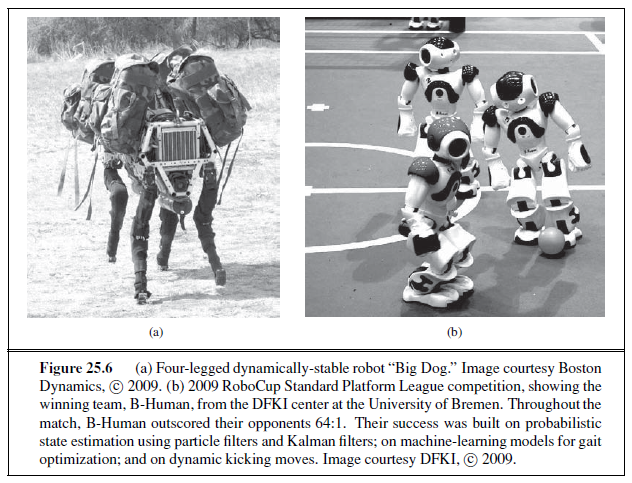 (a)
(b)
Figure 25.6 (a) Four-legged dynamically-stable robot “Big Dog.” Image courtesy Boston
Dynamics, ⓒ 2009. (b) 2009 RoboCup Standard Platform League competition, showing the
winning team, B-Human, from the DFKI center at the University of Bremen. Throughout the
match, B-Human outscored their opponents 64:1. Their success was built on probabilistic
state estimation using particle filters and Kalman filters; on machine-learning models for gait
optimization; and on dynamic kicking moves. Image courtesy DFKI, ⓒ 2009.